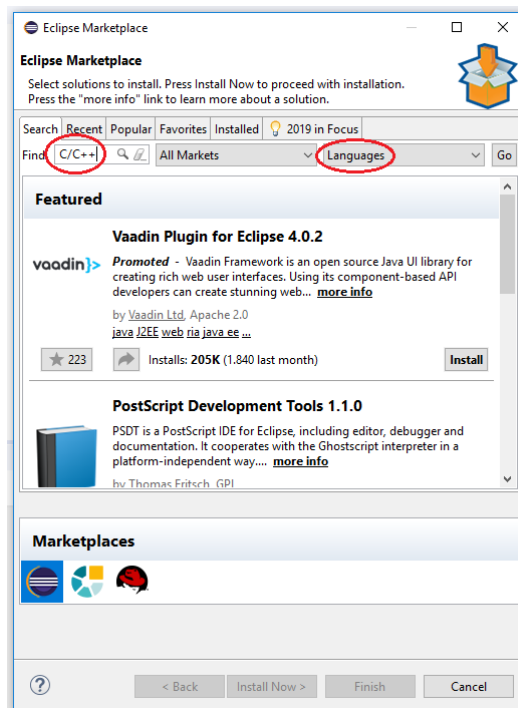 Eclipse Marketplace
Eclipse Marketplace
Select solutions to install. Press Install Now to proceed with installation.
Press the "more info" link to learn more about a solution.
Search Recent Popular Favorites Installed 2019 in Focus
Find: C/C++ All Markets Languages Go
Featured
Vaadin Plugin for Eclipse 4.0.2
vaadin}>
Promoted - Vaadin Framework is an open source Java UI library for
creating rich web user interfaces. Using its component-based API
developers can create stunning web... more info
by Vaadin Ltd, Apache 2.0
java J2EE web ria java ee ...
223 Installs: 205K (1.840 last month) Install
PostScript Development Tools 1.1.0
PSDT is a PostScript IDE for Eclipse, including editor, debugger and
documentation. It cooperates with the Ghostscript interpreter in a
platform-independent way.... more info
by Thomas Fritsch, GPL
Marketplaces
? < Back Install Now > Finish Cancel